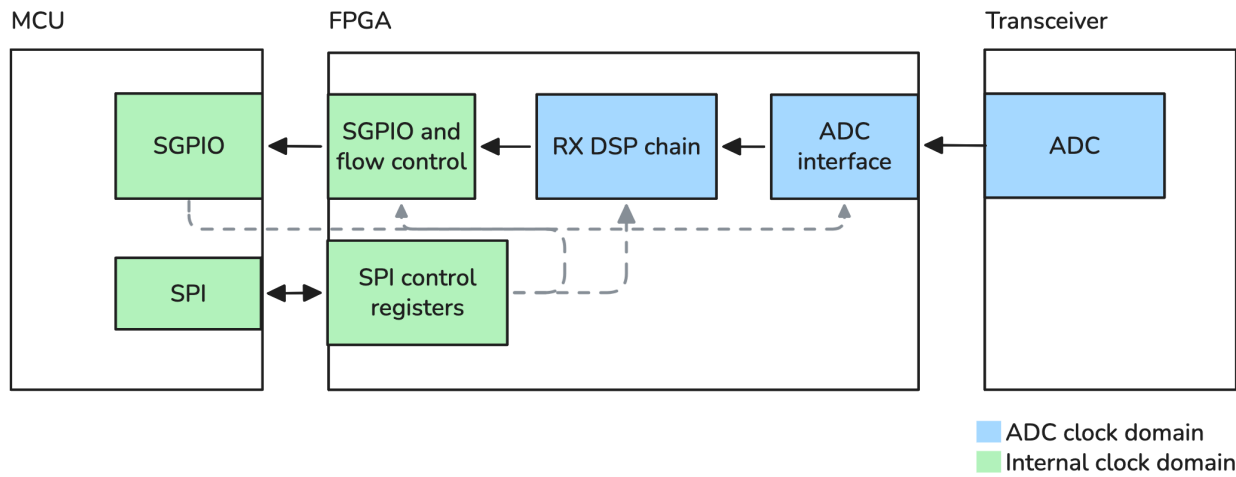 MCU
FPGA
Transceiver
SGPIO
SGPIO and
flow control
RX DSP chain
ADC
interface
ADC
SPI
SPI control
registers
ADC clock domain
Internal clock domain